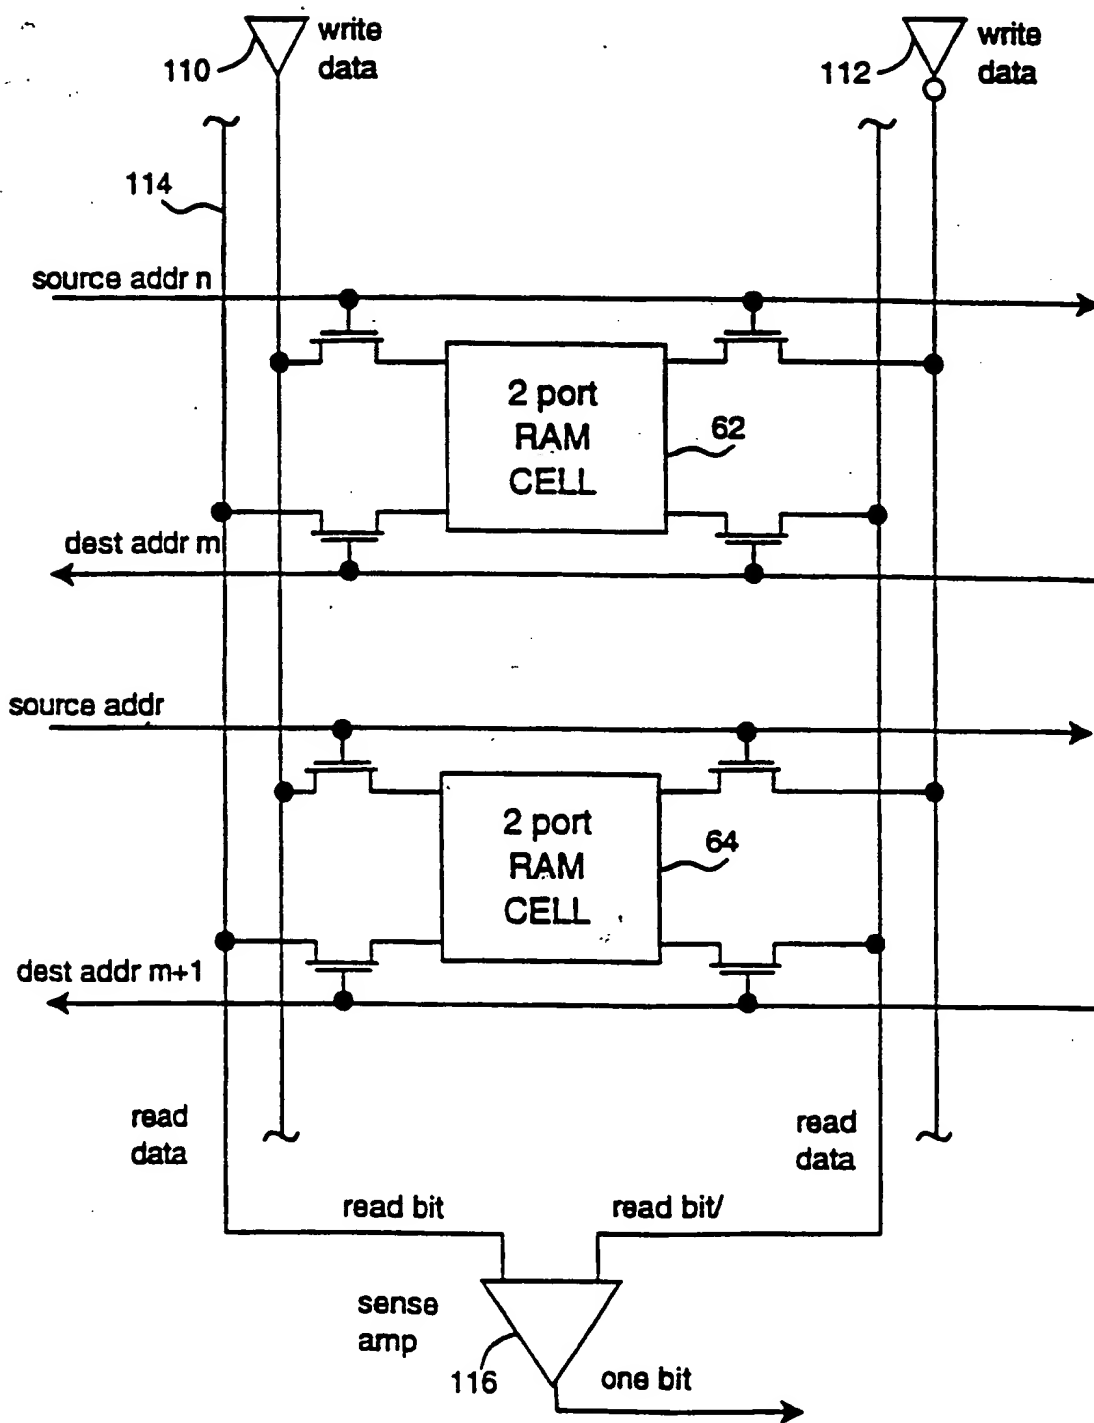 write
data
110
write
data
112
114
source addr n
2 port
RAM
CELL
62
dest addr m
source addr
2 port
RAM
CELL
64
dest addr m+1
read
data
read
data
read bit
read bit/
sense
amp
116
one bit